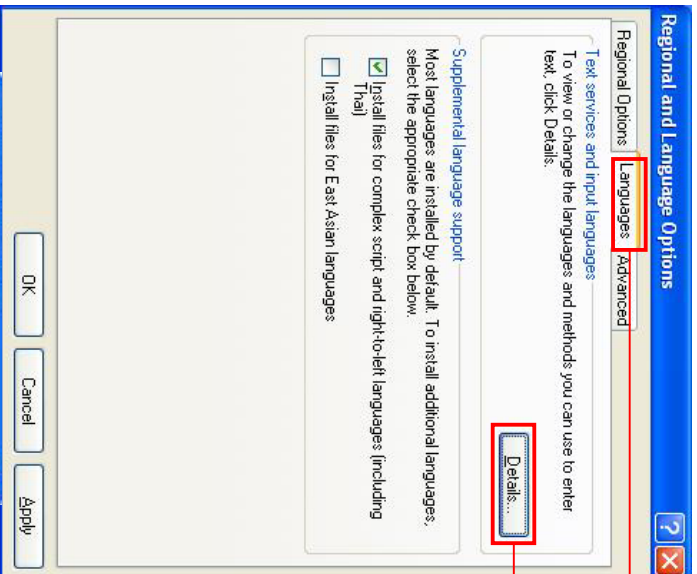 Regional and Language Options
Regional Options Languages Advanced
Text services and input languages
To view or change the languages and methods you can use to enter
text, click Details.
Details...
Supplemental language support
Most languages are installed by default. To install additional languages,
select the appropriate check box below.
Install files for complex script and right-to-left languages (including
Thai)
Install files for East Asian languages
OK Cancel Apply